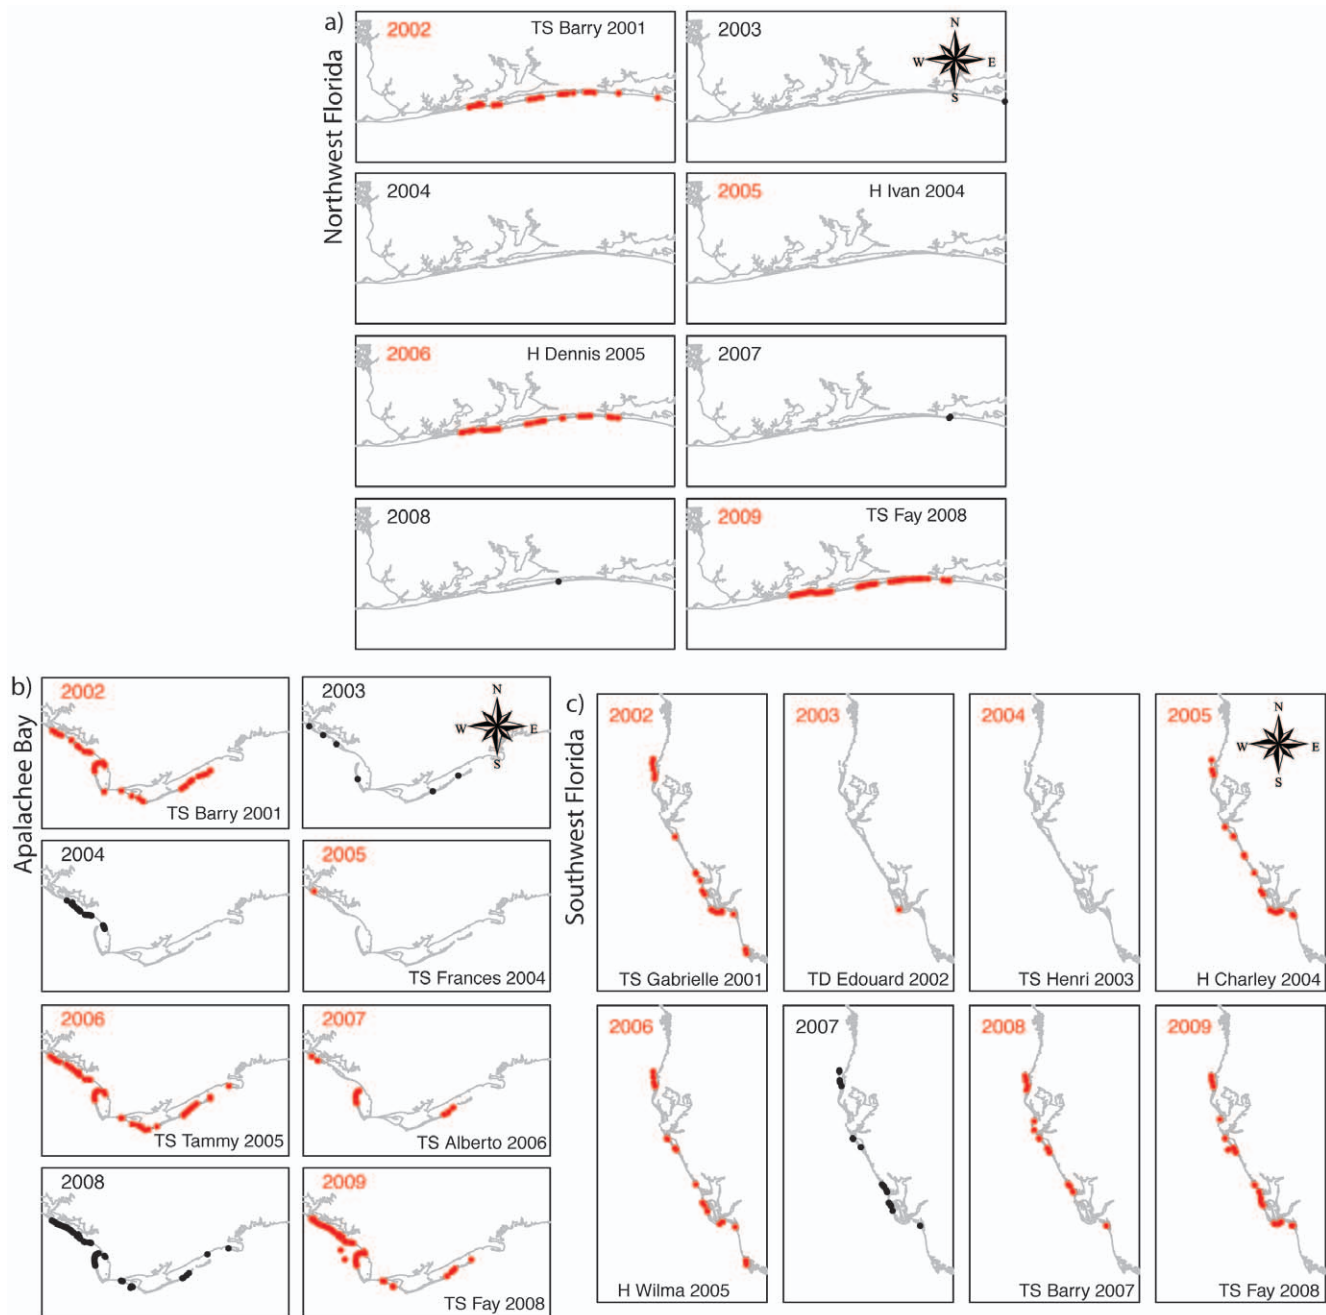 a)
Northwest Florida
2002 TS Barry 2001
2003
N
W E
S
2004
2005 H Ivan 2004
2006 H Dennis 2005
2007
2008
2009 TS Fay 2008
b)
Apalachee Bay
2002
TS Barry 2001
2003
N
W E
S
2004
2005
TS Frances 2004
2006
TS Tammy 2005
2007
TS Alberto 2006
2008
2009
TS Fay 2008
c)
Southwest Florida
2002
TS Gabrielle 2001
2003
TD Edouard 2002
2004
TS Henri 2003
2005
N
W E
S
H Charley 2004
2006
H Wilma 2005
2007
2008
TS Barry 2007
2009
TS Fay 2008